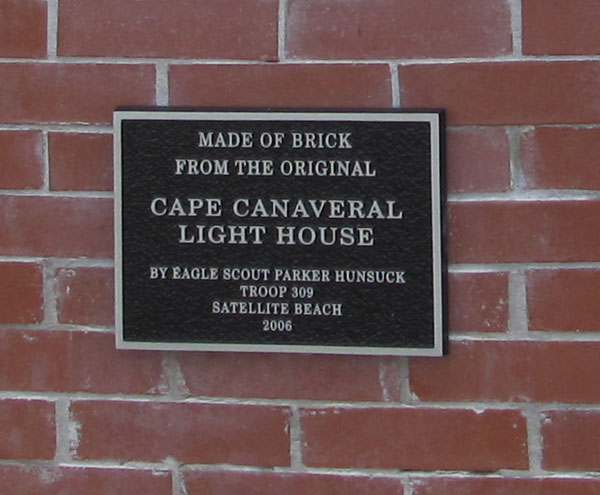 MADE OF BRICK
FROM THE ORIGINAL
CAPE CANAVERAL
LIGHT HOUSE
BY EAGLE SCOUT PARKER HUNSUCK
TROOP 309
SATELLITE BEACH
2006